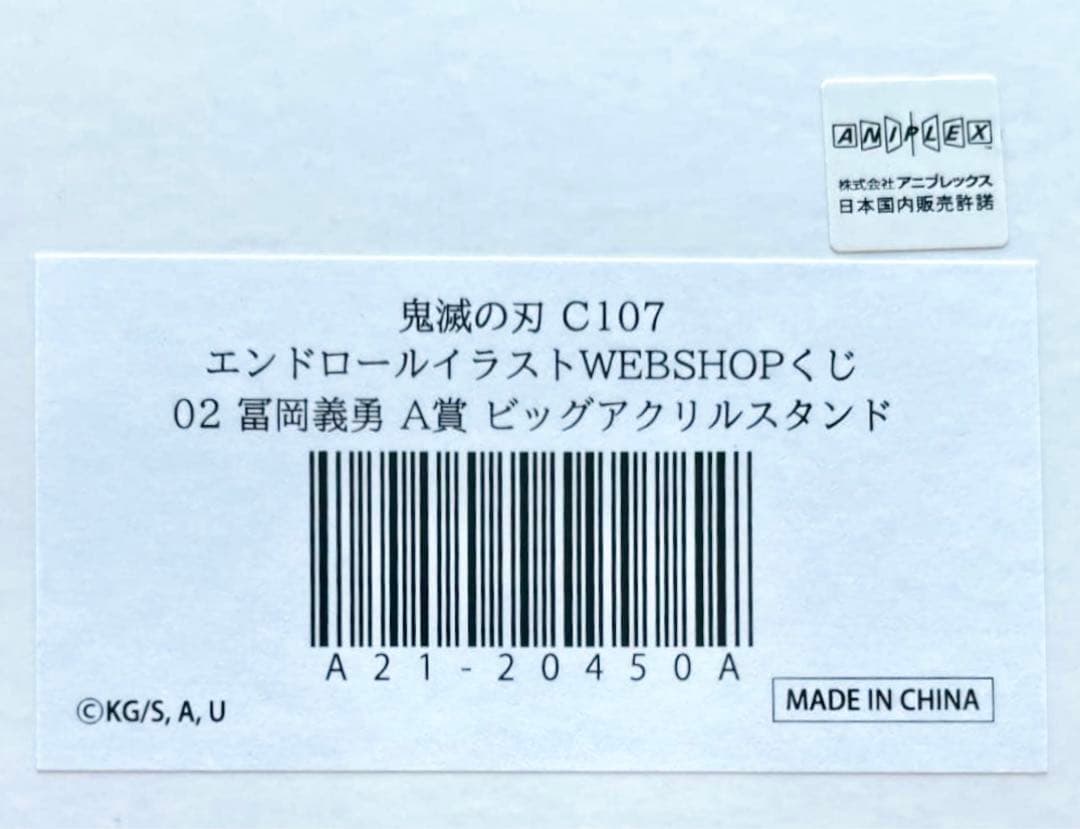 ANIPLEX
株式会社アニプレックス
日本国内販売許諾
鬼滅の刃 C107
エンドロールイラストWEBSHOPくじ
02 冨岡義勇 A賞 ビッグアクリルスタンド
A21-20450A
©KG/S, A, U
MADE IN CHINA